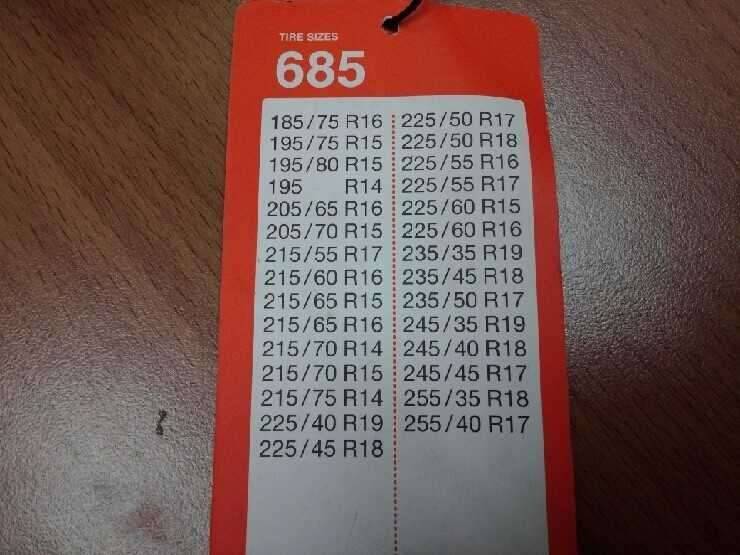 TIRE SIZES
685
185/75 R16
195/75 R15
195/80 R15
195 R14
205/65 R16
205/70 R15
215/55 R17
215/60 R16
215/65 R15
215/65 R16
215/70 R14
215/70 R15
215/75 R14
225/40 R19
225/45 R18
225/50 R17
225/50 R18
225/55 R16
225/55 R17
225/60 R15
225/60 R16
235/35 R19
235/45 R18
235/50 R17
245/35 R19
245/40 R18
245/45 R17
255/35 R18
255/40 R17